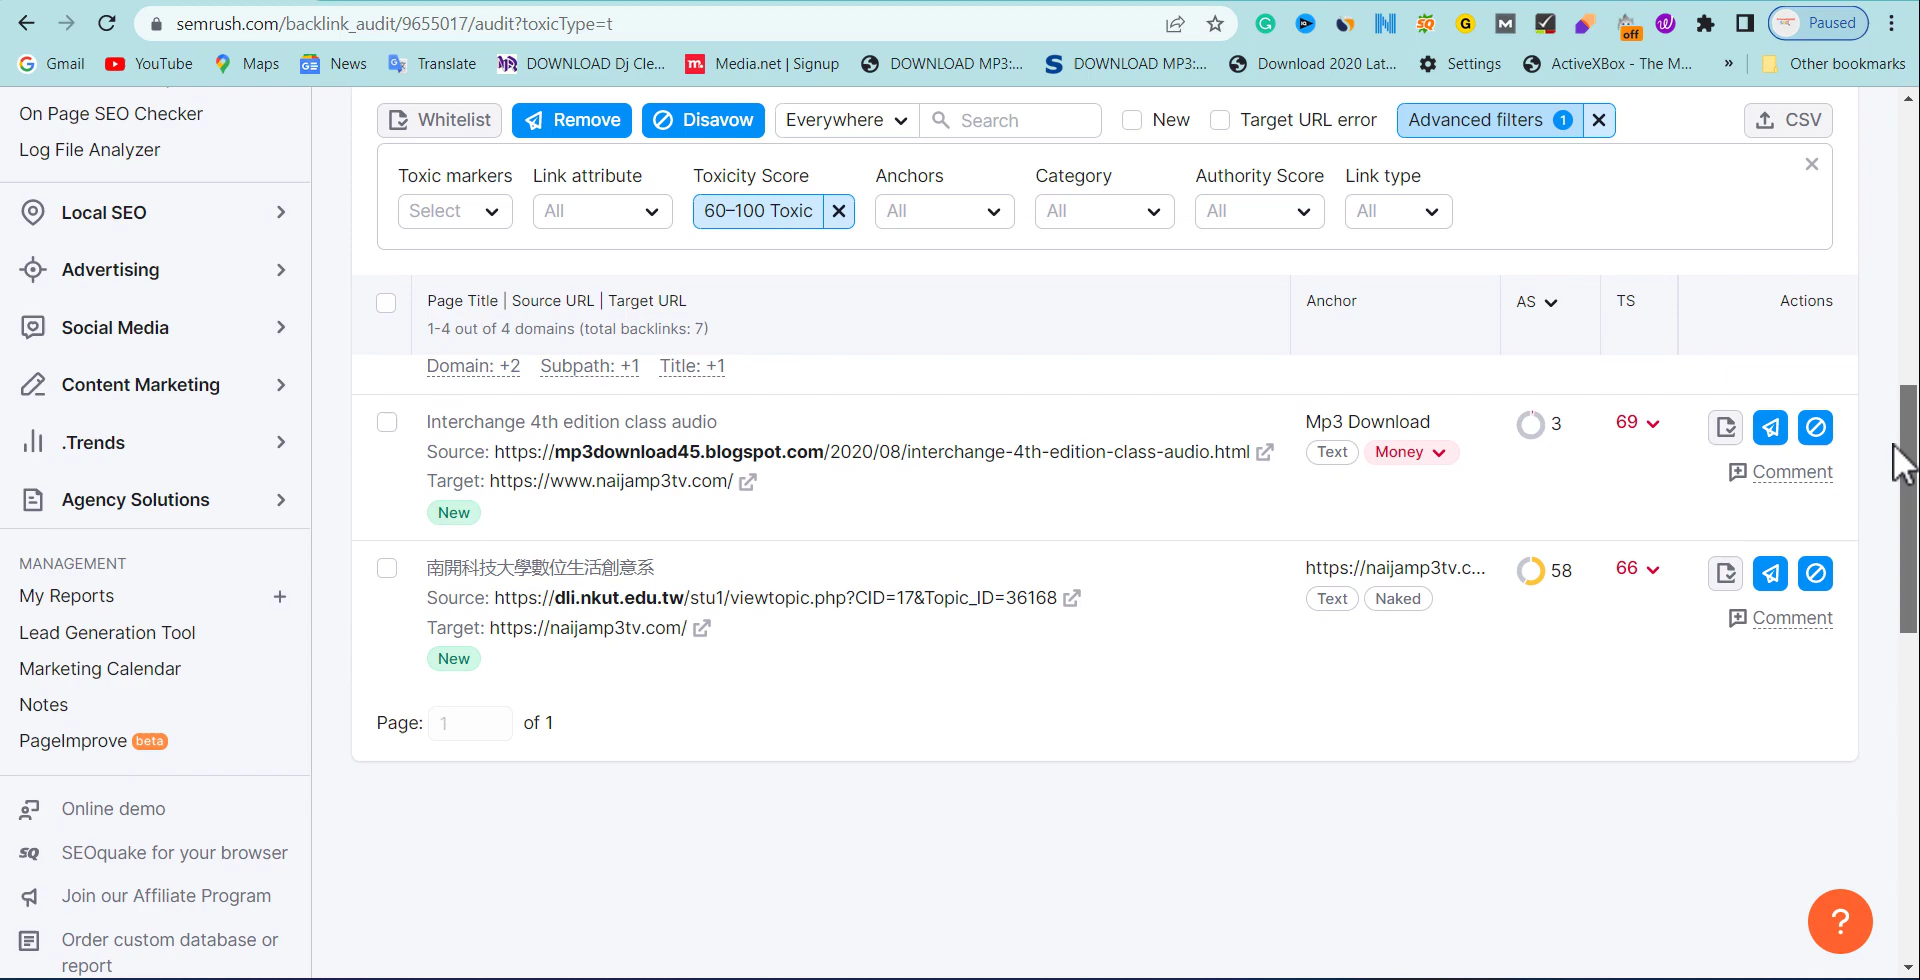 semrush.com/backlink_audit/9655017/audit?toxicType=t
off
Paused
Gmail
YouTube
Maps
News
Translate
DOWNLOAD Dj Cle...
Media.net | Signup
DOWNLOAD MP3:...
DOWNLOAD MP3:...
Download 2020 Lat...
Settings
ActiveXBox - The M...
»
Other bookmarks
On Page SEO Checker
Log File Analyzer
Local SEO
Advertising
Social Media
Content Marketing
.Trends
Agency Solutions
MANAGEMENT
My Reports +
Lead Generation Tool
Marketing Calendar
Notes
PageImprove beta
Online demo
SEOquake for your browser
Join our Affiliate Program
Order custom database or
report
Whitelist
Remove
Disavow
Everywhere
Search
New
Target URL error
Advanced filters 1
CSV
Toxic markers
Link attribute
Toxicity Score
Anchors
Category
Authority Score
Link type
Select
All
60–100 Toxic
All
All
All
All
Page Title | Source URL | Target URL
1-4 out of 4 domains (total backlinks: 7)
Anchor
AS
TS
Actions
Domain: +2 Subpath: +1 Title: +1
Interchange 4th edition class audio
Source: https://mp3download45.blogspot.com/2020/08/interchange-4th-edition-class-audio.html
Target: https://www.naijamp3tv.com/
New
Mp3 Download
Text
Money
3
69
Comment
南開科技大學數位生活創意系
Source: https://dli.nkut.edu.tw/stu1/viewtopic.php?CID=17&Topic_ID=36168
Target: https://naijamp3tv.com/
New
https://naijamp3tv.c...
Text
Naked
58
66
Comment
Page: 1 of 1
?